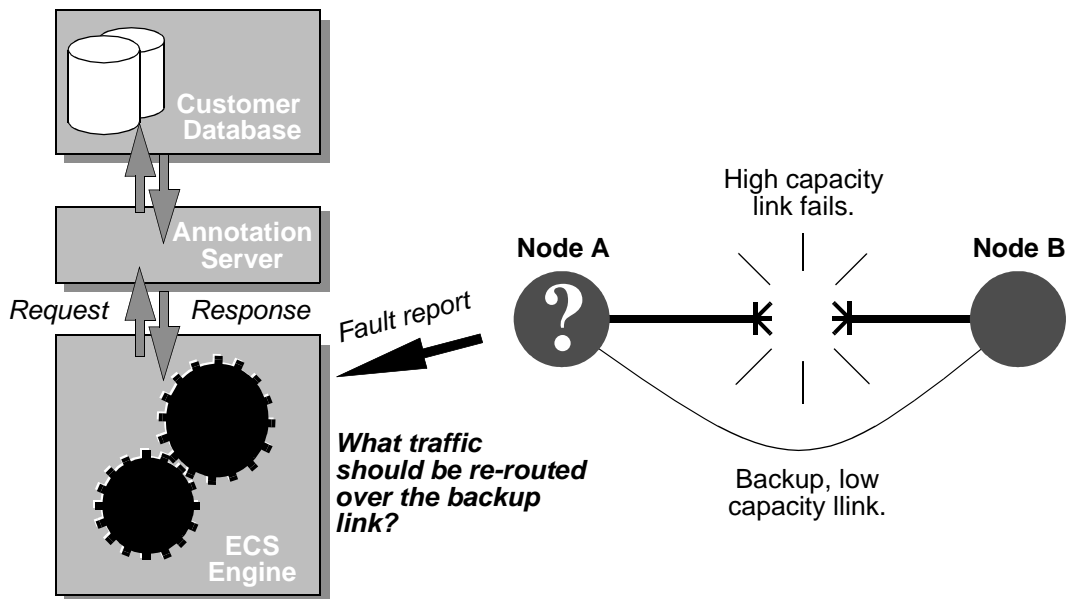 Customer
Database
Annotation
Server
Request
Response
ECS
Engine
Fault report
What traffic
should be re-routed
over the backup
link?
Node A
?
High capacity
link fails.
Node B
Backup, low
capacity llink.